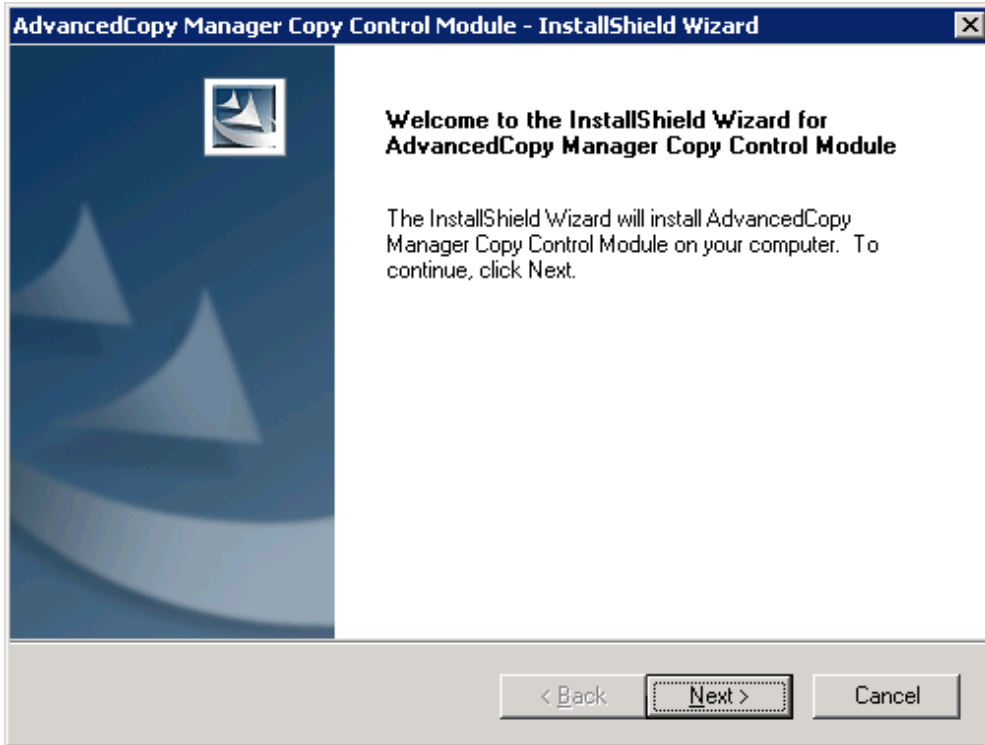 AdvancedCopy Manager Copy Control Module - InstallShield Wizard
Welcome to the InstallShield Wizard for
AdvancedCopy Manager Copy Control Module
The InstallShield Wizard will install AdvancedCopy
Manager Copy Control Module on your computer.  To
continue, click Next.
< Back
Next >
Cancel